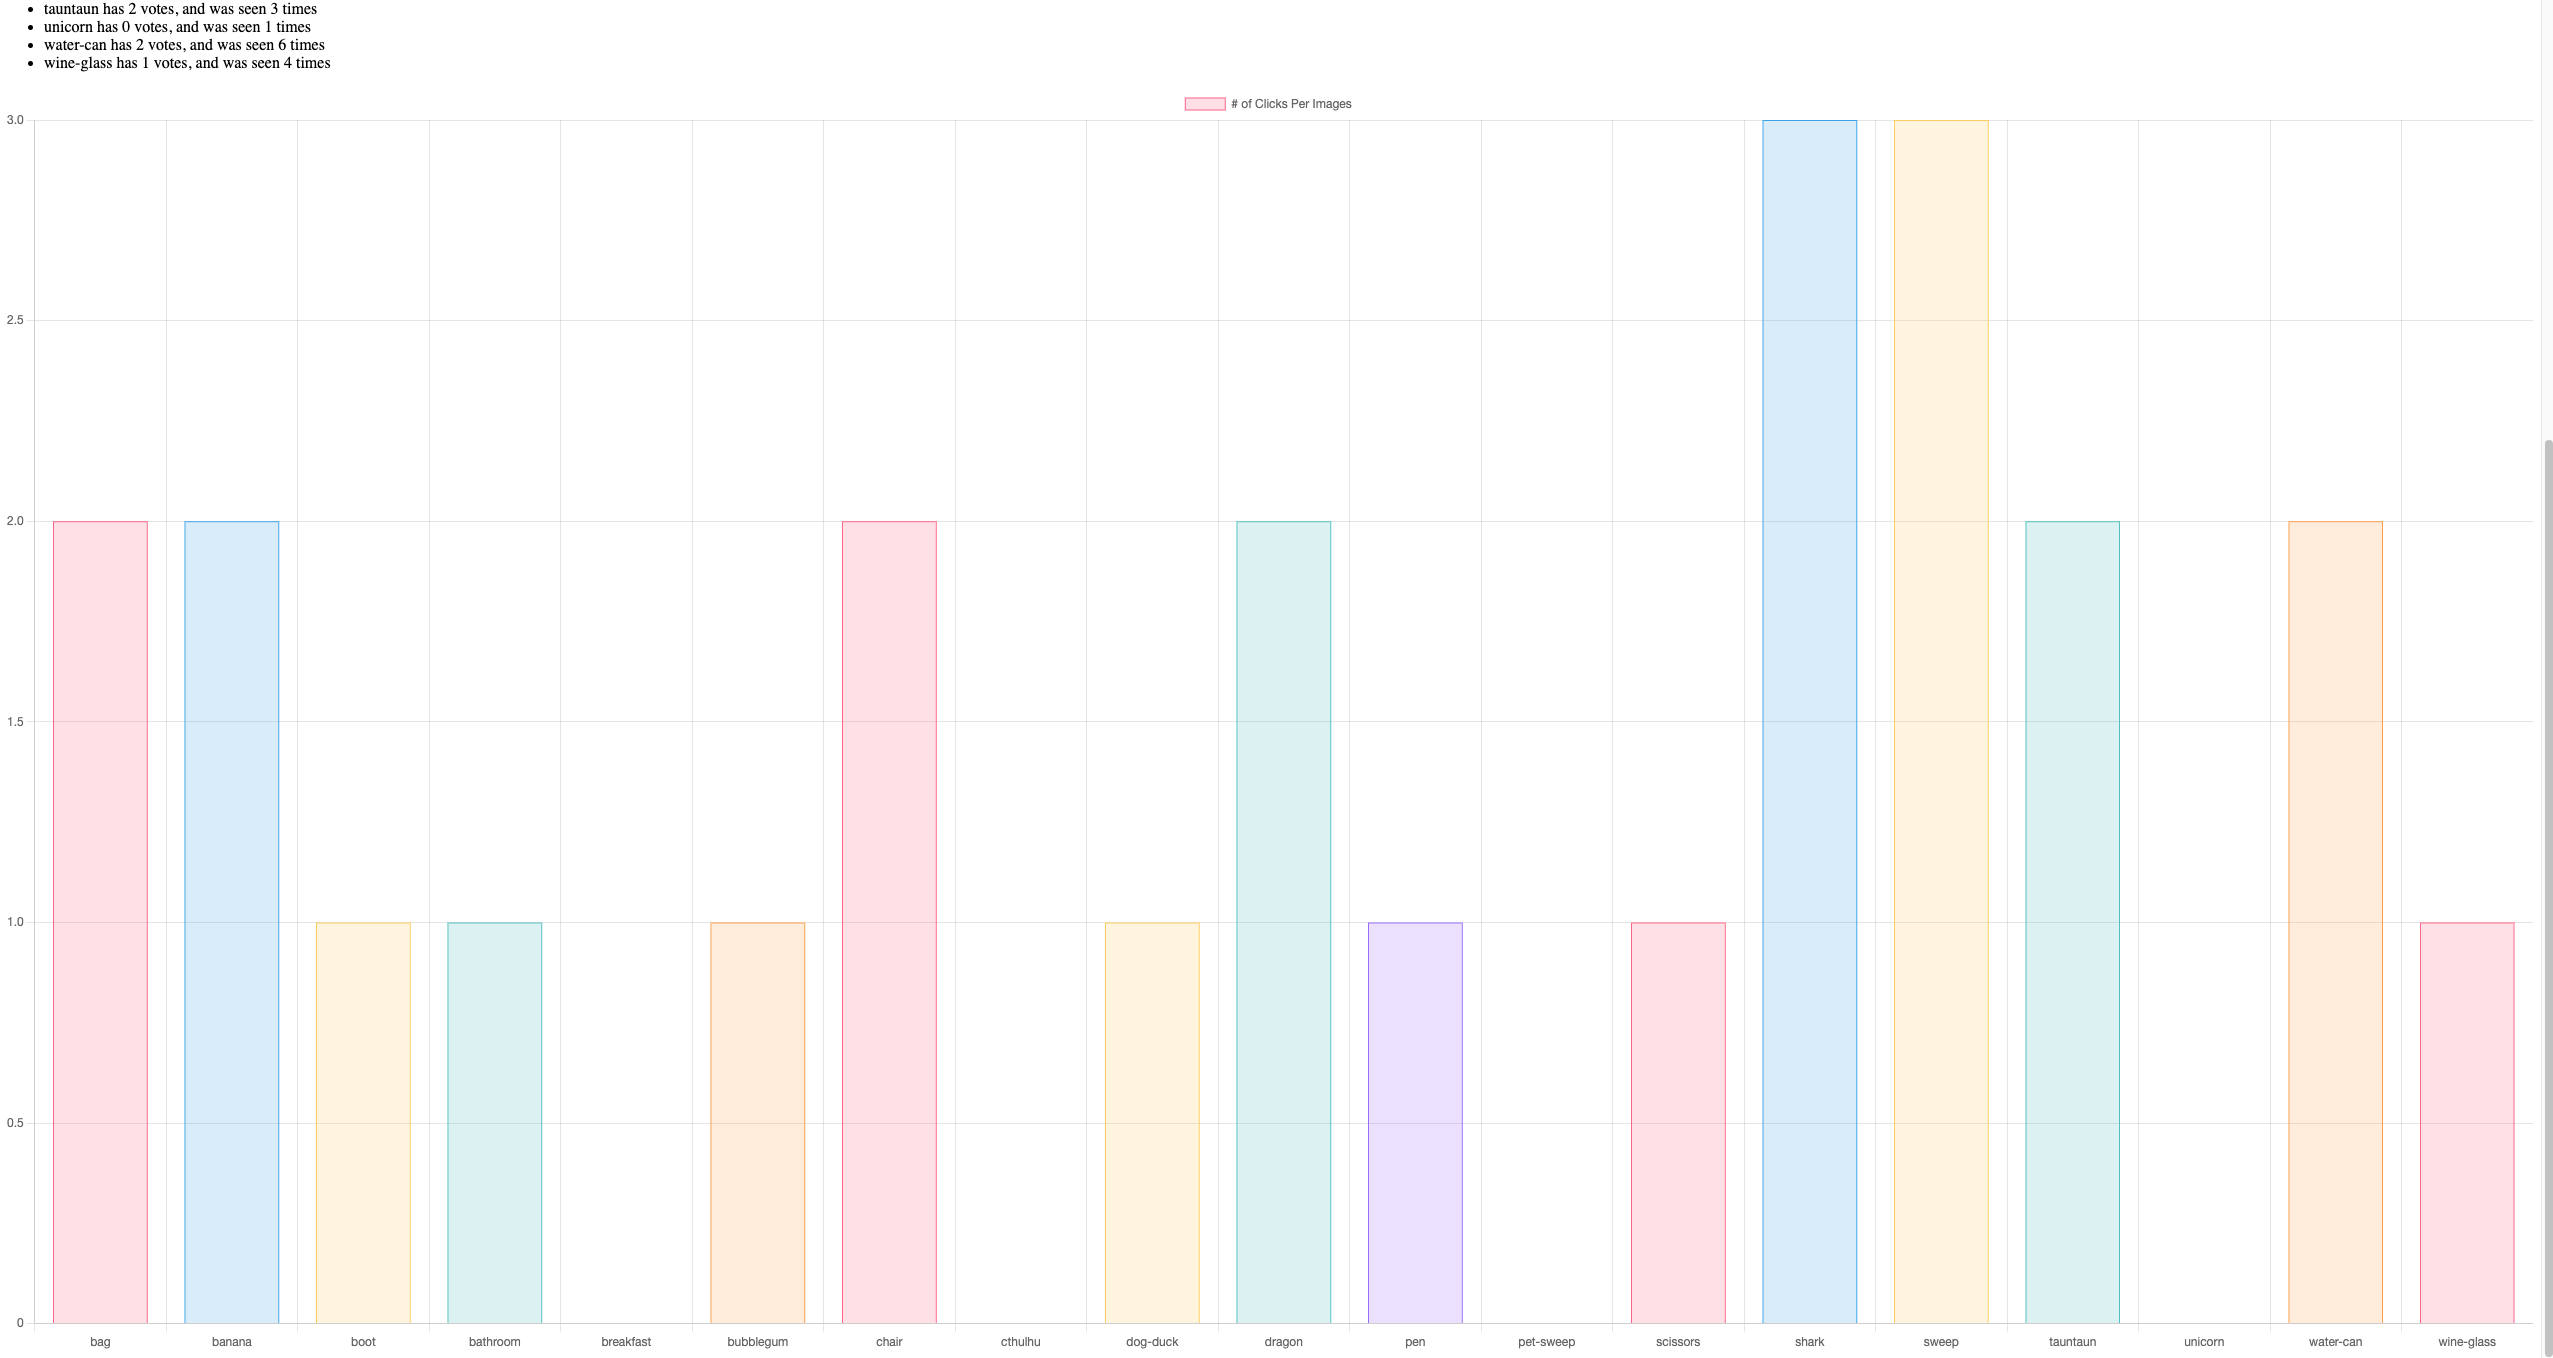 • tauntaun has 2 votes, and was seen 3 times
• unicorn has 0 votes, and was seen 1 times
• water-can has 2 votes, and was seen 6 times
• wine-glass has 1 votes, and was seen 4 times
# of Clicks Per Images
3.0
2.5
2.0
1.5
1.0
0.5
0
bag banana boot bathroom breakfast bubblegum chair cthulhu dog-duck dragon pen pet-sweep scissors shark sweep tauntaun unicorn water-can wine-glass